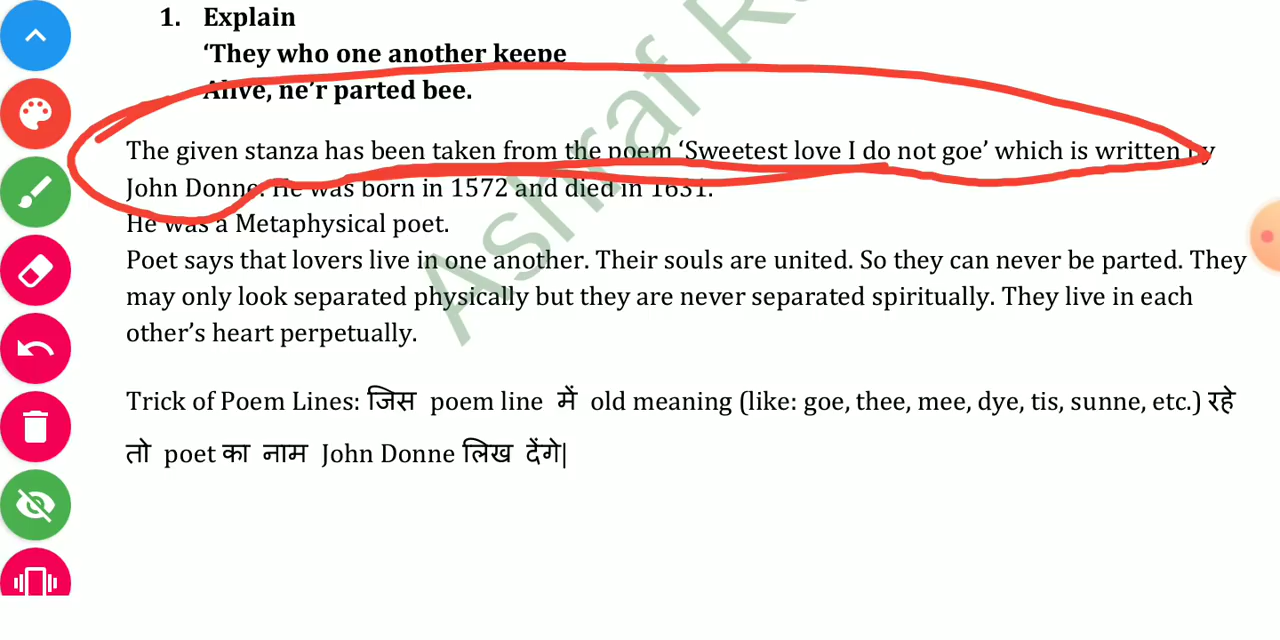 1. Explain
‘They who one another keepe
Alive, ne’r parted bee.
The given stanza has been taken from the poem ‘Sweetest love I do not goe’ which is written by
John Donne. He was born in 1572 and died in 1631.
He was a Metaphysical poet.
Poet says that lovers live in one another. Their souls are united. So they can never be parted. They
may only look separated physically but they are never separated spiritually. They live in each
other’s heart perpetually.
Trick of Poem Lines: जिस poem line में old meaning (like: goe, thee, mee, dye, tis, sunne, etc.) रहे
तो poet का नाम John Donne लिख देंगे|
Ashraf